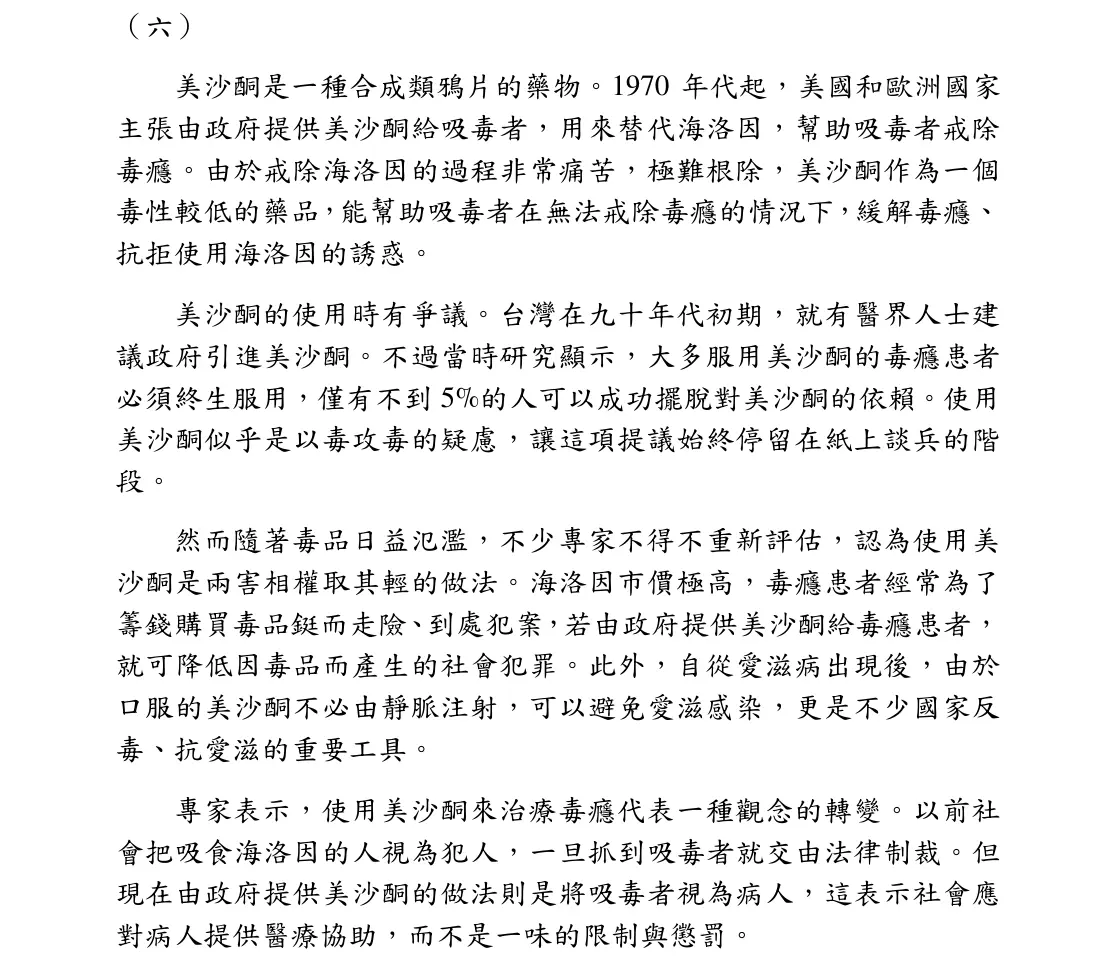 （六）
美沙酮是一種合成類鴉片的藥物。1970 年代起，美國和歐洲國家
主張由政府提供美沙酮給吸毒者，用來替代海洛因，幫助吸毒者戒除
毒癮。由於戒除海洛因的過程非常痛苦，極難根除，美沙酮作為一個
毒性較低的藥品，能幫助吸毒者在無法戒除毒癮的情況下，緩解毒癮、
抗拒使用海洛因的誘惑。
美沙酮的使用時有爭議。台灣在九十年代初期，就有醫界人士建
議政府引進美沙酮。不過當時研究顯示，大多服用美沙酮的毒癮患者
必須終生服用，僅有不到 5%的人可以成功擺脫對美沙酮的依賴。使用
美沙酮似乎是以毒攻毒的疑慮，讓這項提議始終停留在紙上談兵的階
段。
然而隨著毒品日益氾濫，不少專家不得不重新評估，認為使用美
沙酮是兩害相權取其輕的做法。海洛因市價極高，毒癮患者經常為了
籌錢購買毒品鋌而走險、到處犯案，若由政府提供美沙酮給毒癮患者，
就可降低因毒品而產生的社會犯罪。此外，自從愛滋病出現後，由於
口服的美沙酮不必由靜脈注射，可以避免愛滋感染，更是不少國家反
毒、抗愛滋的重要工具。
專家表示，使用美沙酮來治療毒癮代表一種觀念的轉變。以前社
會把吸食海洛因的人視為犯人，一旦抓到吸毒者就交由法律制裁。但
現在由政府提供美沙酮的做法則是將吸毒者視為病人，這表示社會應
對病人提供醫療協助，而不是一味的限制與懲罰。